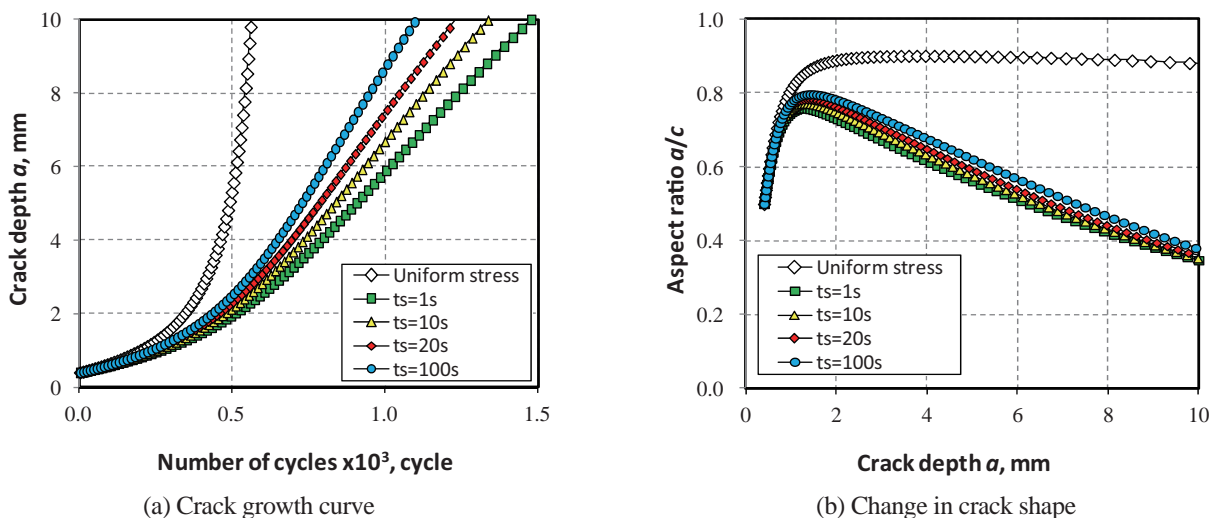 10
8
6
4
2
0
Crack depth a, mm
Uniform stress
ts=1s
ts=10s
ts=20s
ts=100s
0.0
0.5
1.0
1.5
Number of cycles x10³, cycle
(a) Crack growth curve
1.0
0.8
0.6
0.4
0.2
0.0
Aspect ratio a/c
Uniform stress
ts=1s
ts=10s
ts=20s
ts=100s
0
2
4
6
8
10
Crack depth a, mm
(b) Change in crack shape